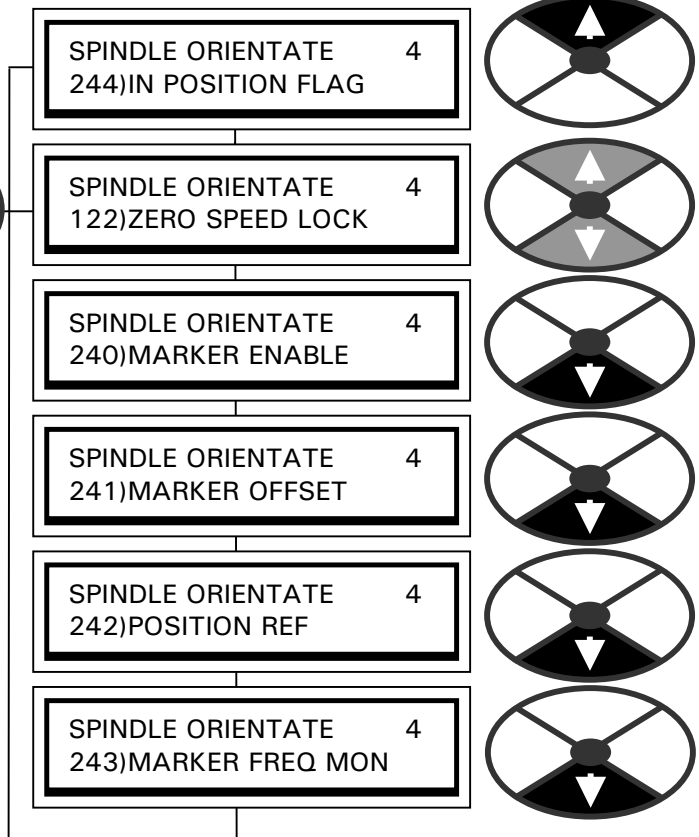 SPINDLE ORIENTATE 4
244)IN POSITION FLAG
SPINDLE ORIENTATE 4
122)ZERO SPEED LOCK
SPINDLE ORIENTATE 4
240)MARKER ENABLE
SPINDLE ORIENTATE 4
241)MARKER OFFSET
SPINDLE ORIENTATE 4
242)POSITION REF
SPINDLE ORIENTATE 4
243)MARKER FREQ MON